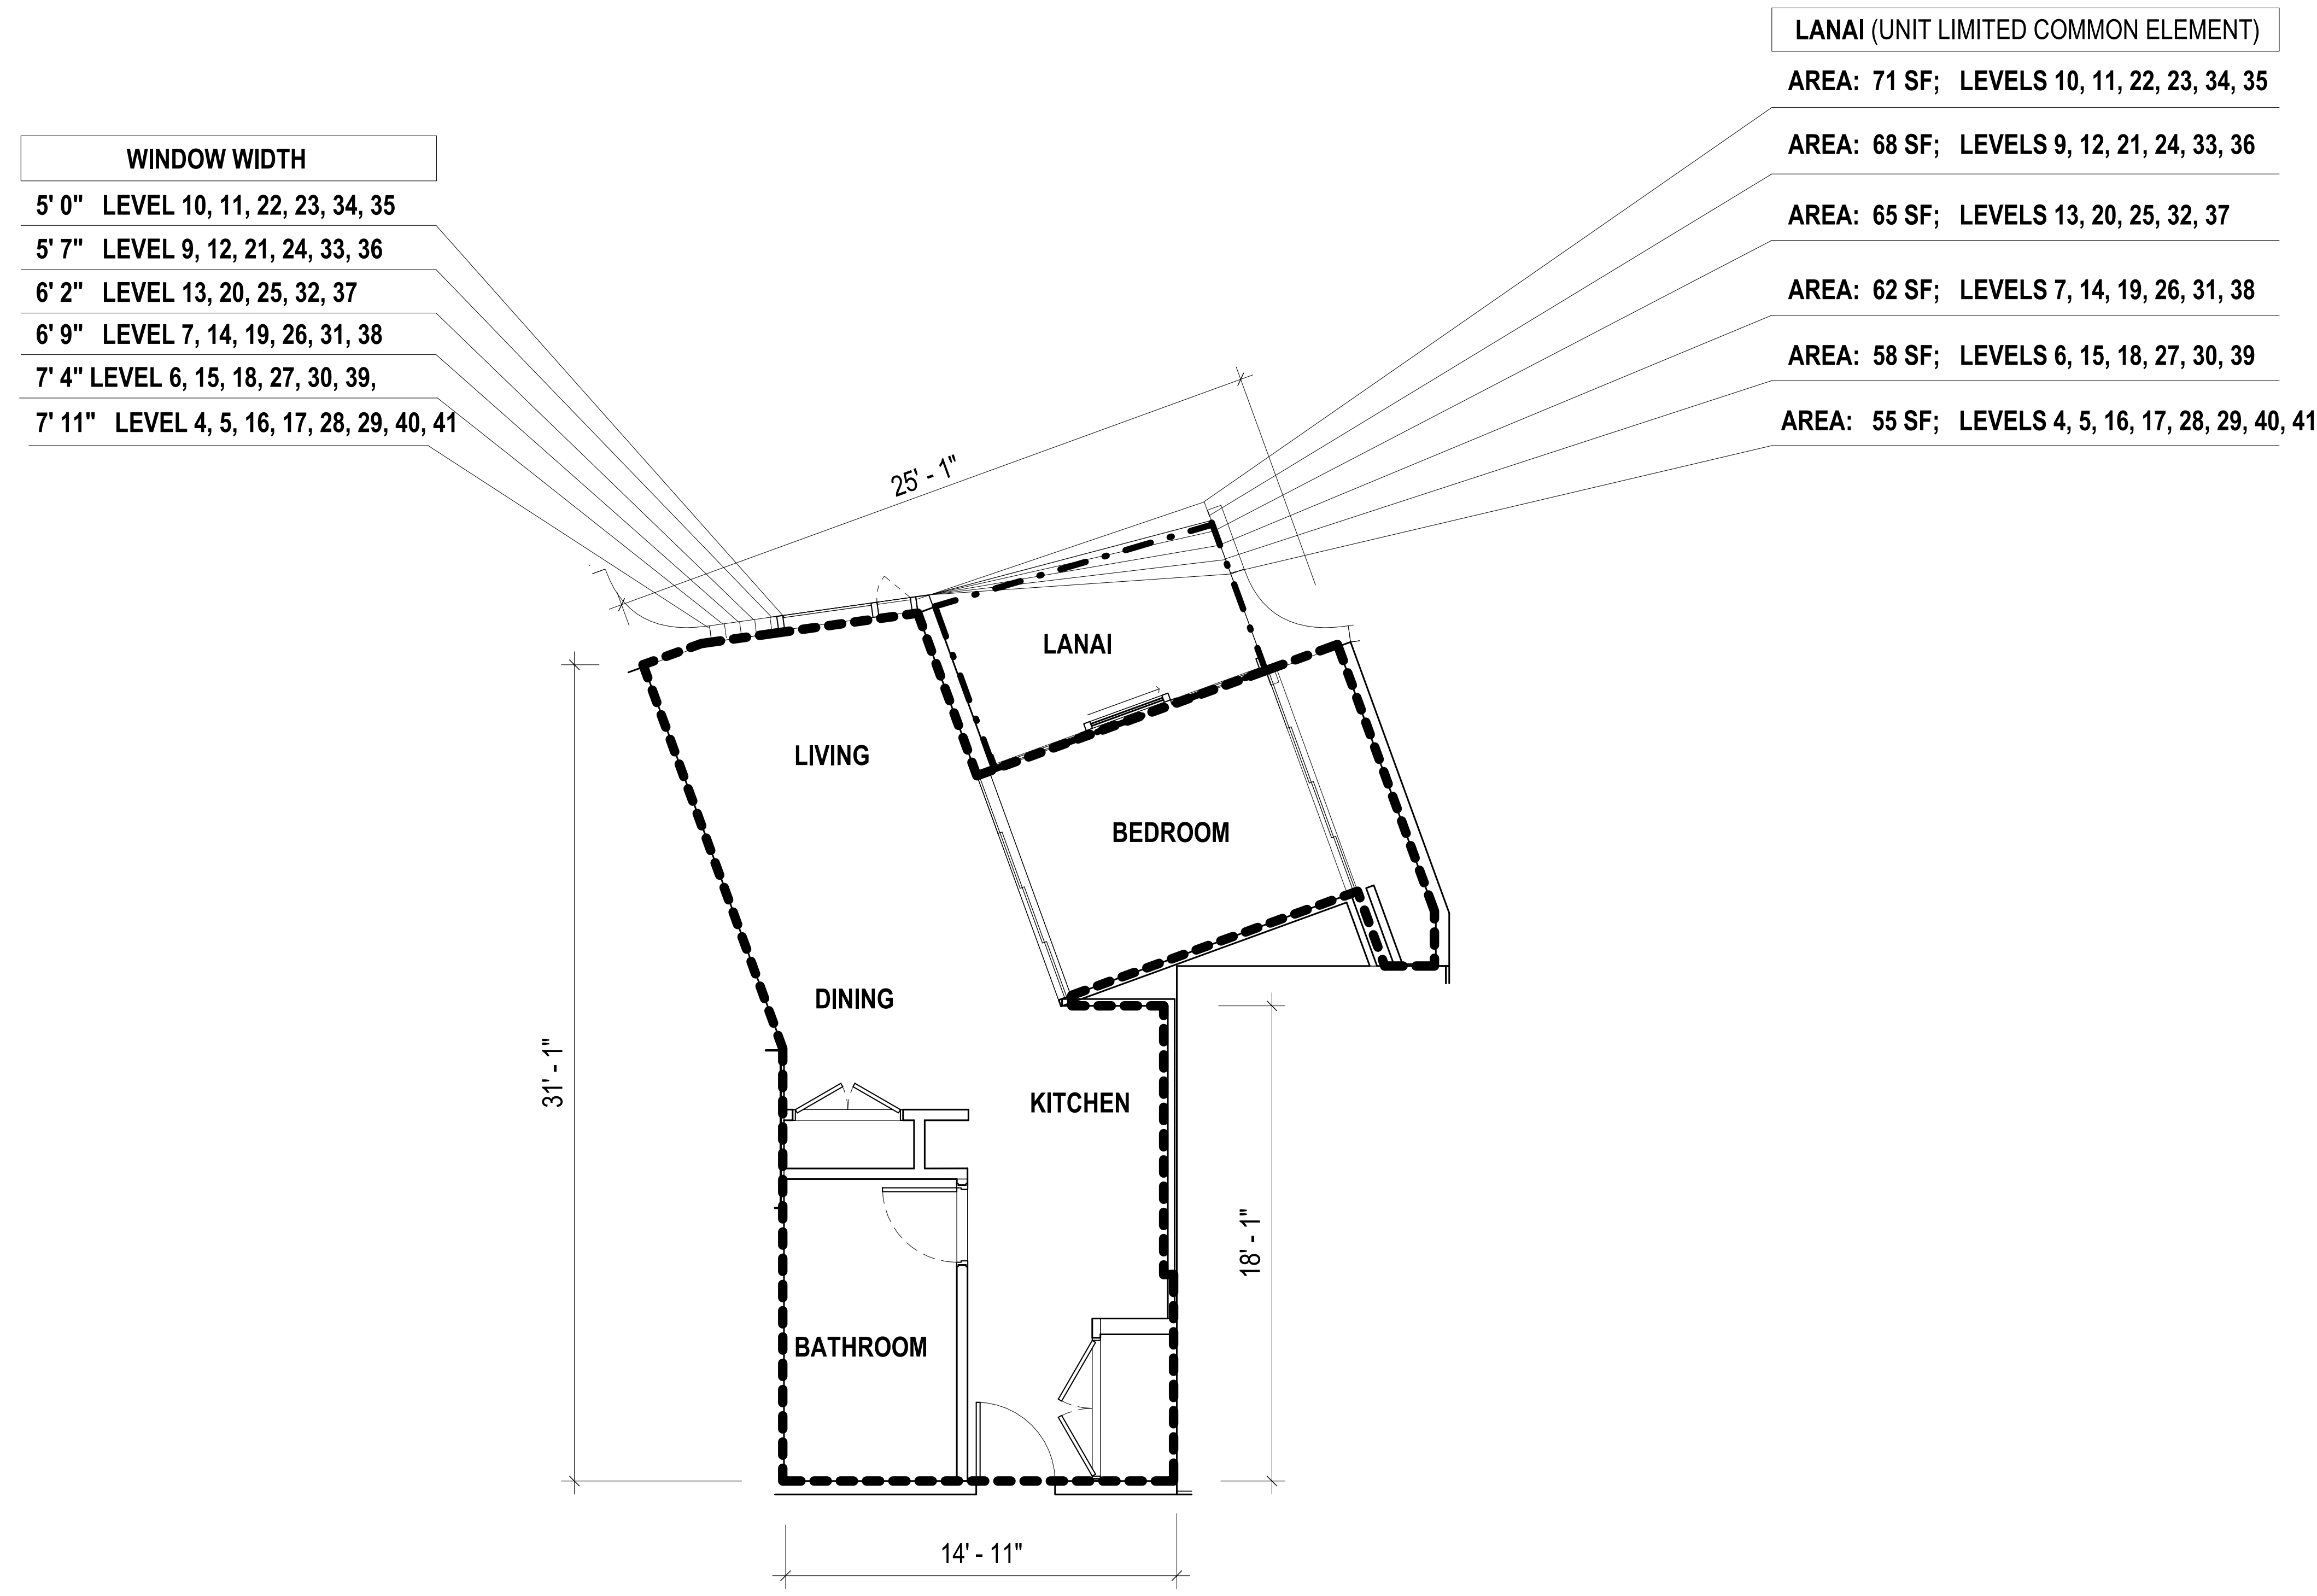 LANAI (UNIT LIMITED COMMON ELEMENT)
AREA: 71 SF; LEVELS 10, 11, 22, 23, 34, 35
AREA: 68 SF; LEVELS 9, 12, 21, 24, 33, 36
AREA: 65 SF; LEVELS 13, 20, 25, 32, 37
AREA: 62 SF; LEVELS 7, 14, 19, 26, 31, 38
AREA: 58 SF; LEVELS 6, 15, 18, 27, 30, 39
AREA: 55 SF; LEVELS 4, 5, 16, 17, 28, 29, 40, 41
WINDOW WIDTH
5' 0" LEVEL 10, 11, 22, 23, 34, 35
5' 7" LEVEL 9, 12, 21, 24, 33, 36
6' 2" LEVEL 13, 20, 25, 32, 37
6' 9" LEVEL 7, 14, 19, 26, 31, 38
7' 4" LEVEL 6, 15, 18, 27, 30, 39,
7' 11" LEVEL 4, 5, 16, 17, 28, 29, 40, 41
25' - 1"
LANAI
LIVING
BEDROOM
DINING
31' - 1"
KITCHEN
18' - 1"
BATHROOM
14' - 11"